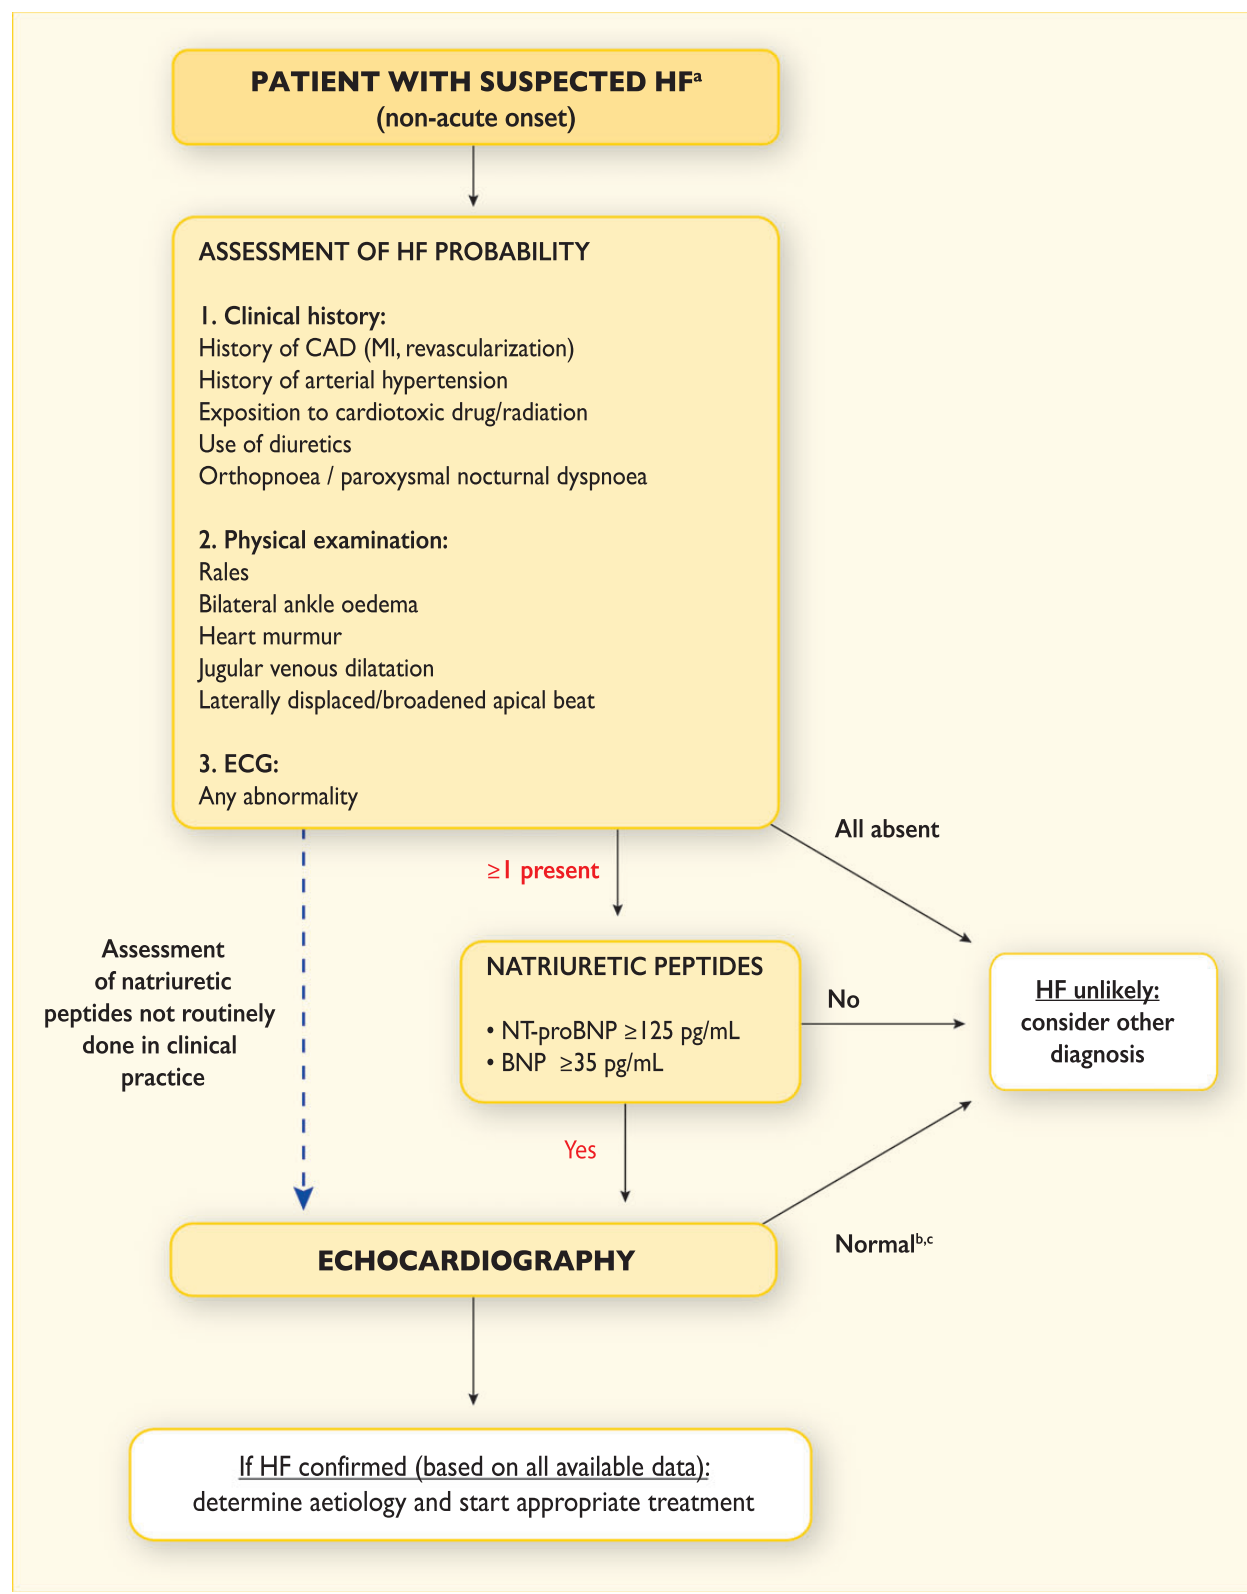 PATIENT WITH SUSPECTED HFᵃ
(non-acute onset)
ASSESSMENT OF HF PROBABILITY
1. Clinical history:
History of CAD (MI, revascularization)
History of arterial hypertension
Exposition to cardiotoxic drug/radiation
Use of diuretics
Orthopnoea / paroxysmal nocturnal dyspnoea
2. Physical examination:
Rales
Bilateral ankle oedema
Heart murmur
Jugular venous dilatation
Laterally displaced/broadened apical beat
3. ECG:
Any abnormality
All absent
≥1 present
Assessment
of natriuretic
peptides not routinely
done in clinical
practice
NATRIURETIC PEPTIDES
• NT-proBNP ≥125 pg/mL
• BNP ≥35 pg/mL
No
HF unlikely:
consider other
diagnosis
Yes
Normalᵇ,ᶜ
ECHOCARDIOGRAPHY
If HF confirmed (based on all available data):
determine aetiology and start appropriate treatment